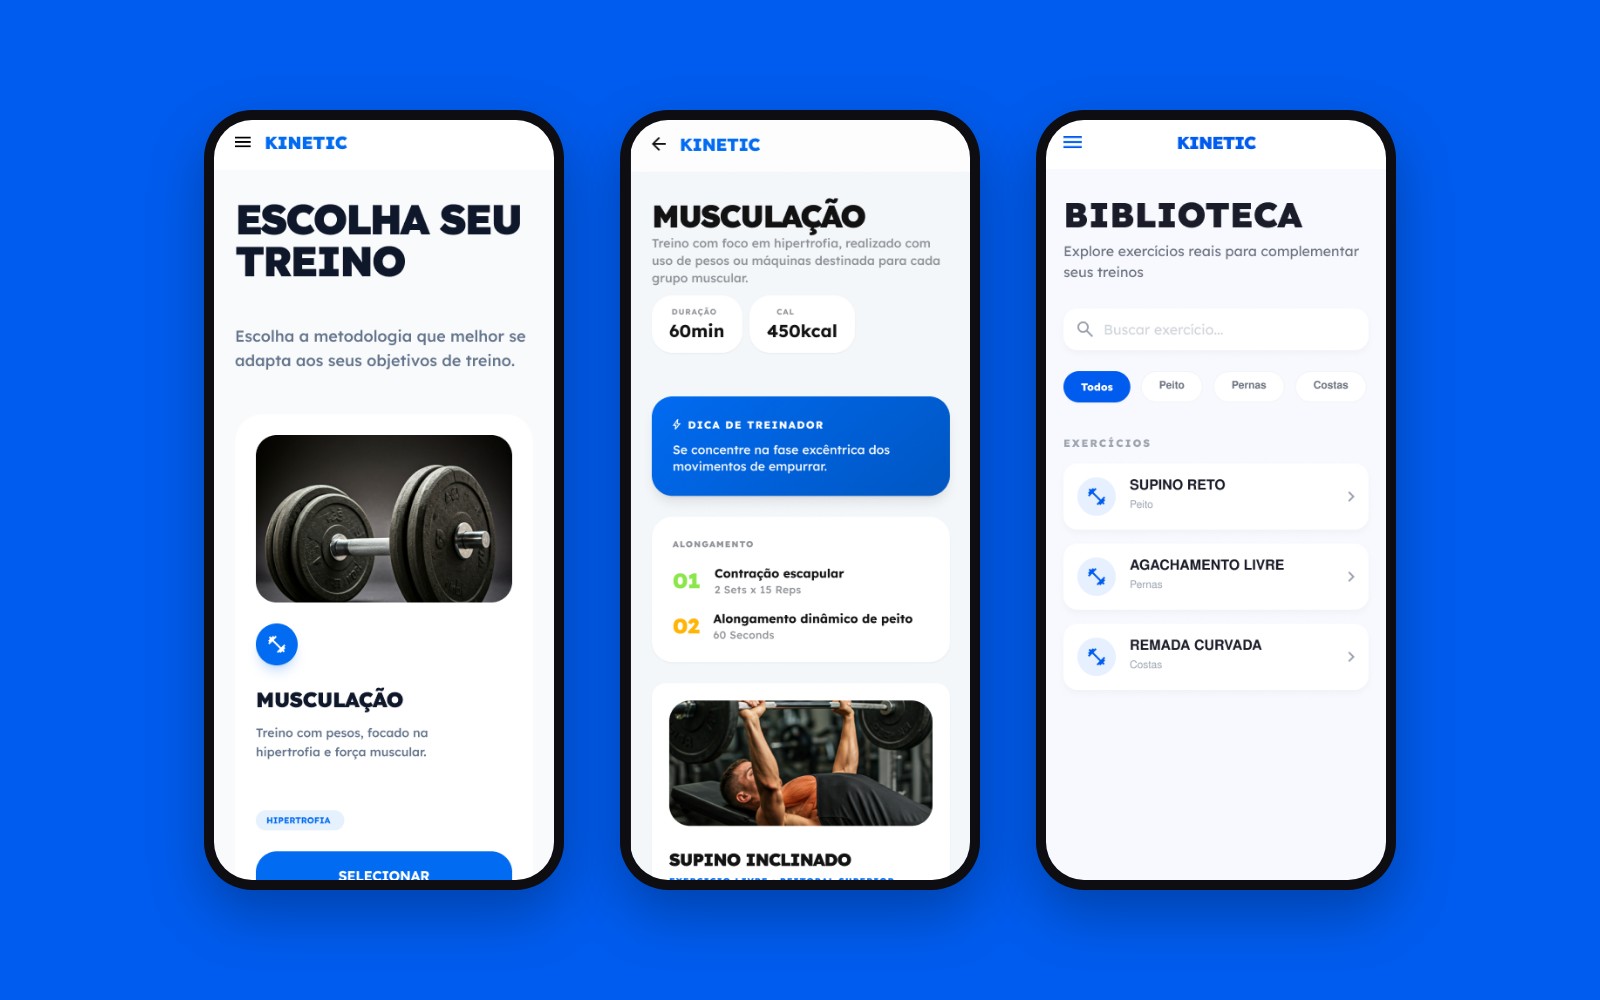 KINETIC
ESCOLHA SEU
TREINO
Escolha a metodologia que melhor se
adapta aos seus objetivos de treino.
MUSCULAÇÃO
Treino com pesos, focado na
hipertrofia e força muscular.
HIPERTROFIA
SELECIONAR
KINETIC
MUSCULAÇÃO
Treino com foco em hipertrofia, realizado com
uso de pesos ou máquinas destinada para cada
grupo muscular.
DURAÇÃO
60min
CAL
450kcal
DICA DE TREINADOR
Se concentre na fase excêntrica dos
movimentos de empurrar.
ALONGAMENTO
01 Contração escapular
2 Sets x 15 Reps
02 Alongamento dinâmico de peito
60 Seconds
SUPINO INCLINADO
KINETIC
BIBLIOTECA
Explore exercícios reais para complementar
seus treinos
Buscar exercício...
Todos Peito Pernas Costas
EXERCÍCIOS
SUPINO RETO
Peito
AGACHAMENTO LIVRE
Pernas
REMADA CURVADA
Costas